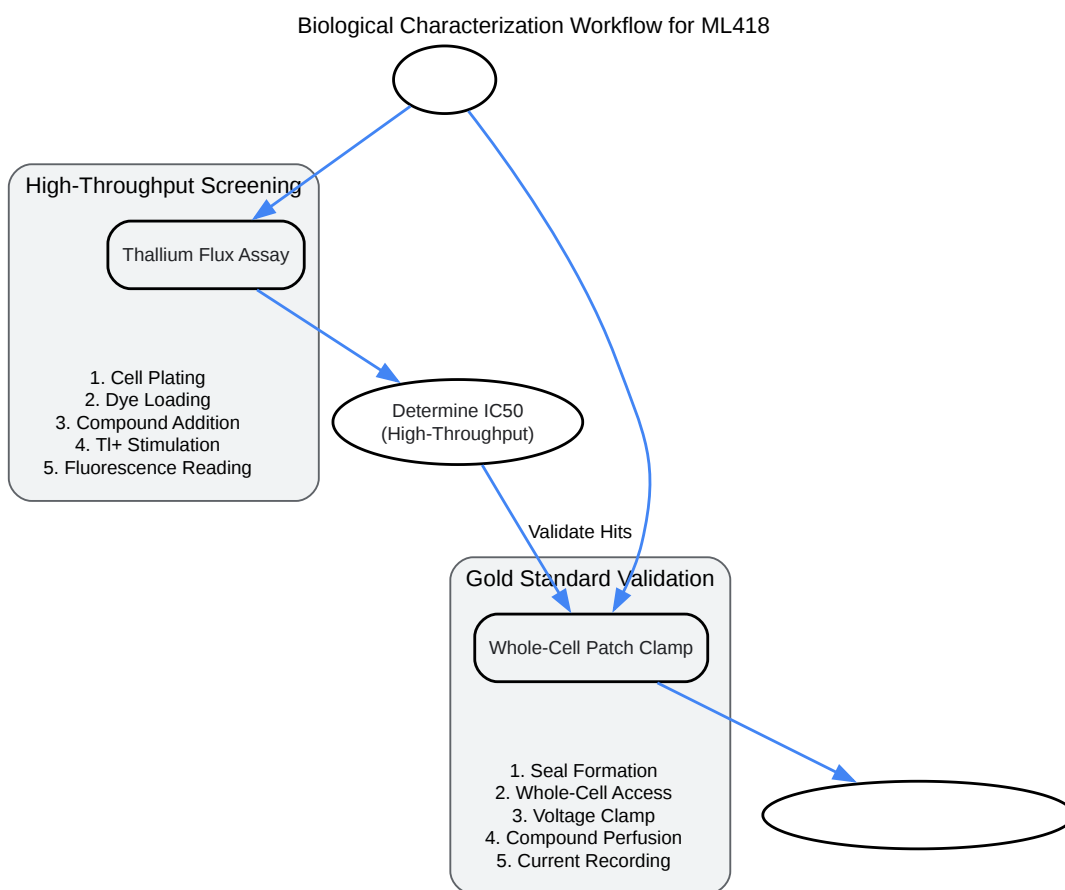 Biological Characterization Workflow for ML418
High-Throughput Screening
Thallium Flux Assay
1. Cell Plating
2. Dye Loading
3. Compound Addition
4. Tl+ Stimulation
5. Fluorescence Reading
Determine IC50
(High-Throughput)
Validate Hits
Gold Standard Validation
Whole-Cell Patch Clamp
1. Seal Formation
2. Whole-Cell Access
3. Voltage Clamp
4. Compound Perfusion
5. Current Recording